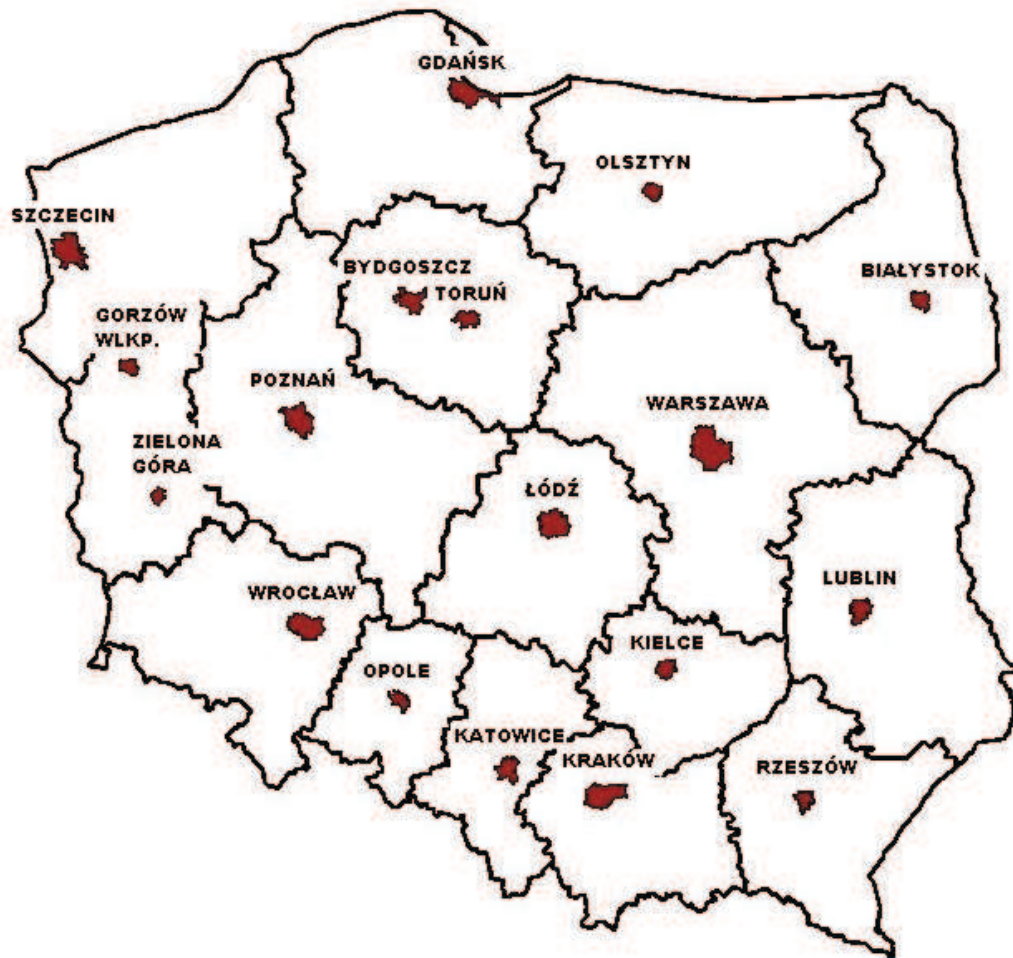 GDAŃSK
OLSZTYN
SZCZECIN
BYDGOSZCZ
TORUŃ
BIAŁYSTOK
GORZÓW
WLKP.
POZNAŃ
WARSZAWA
ZIELONA
GÓRA
ŁÓDŹ
WROCŁAW
LUBLIN
KIELCE
OPOLE
KATOWICE
KRAKÓW
RZESZÓW